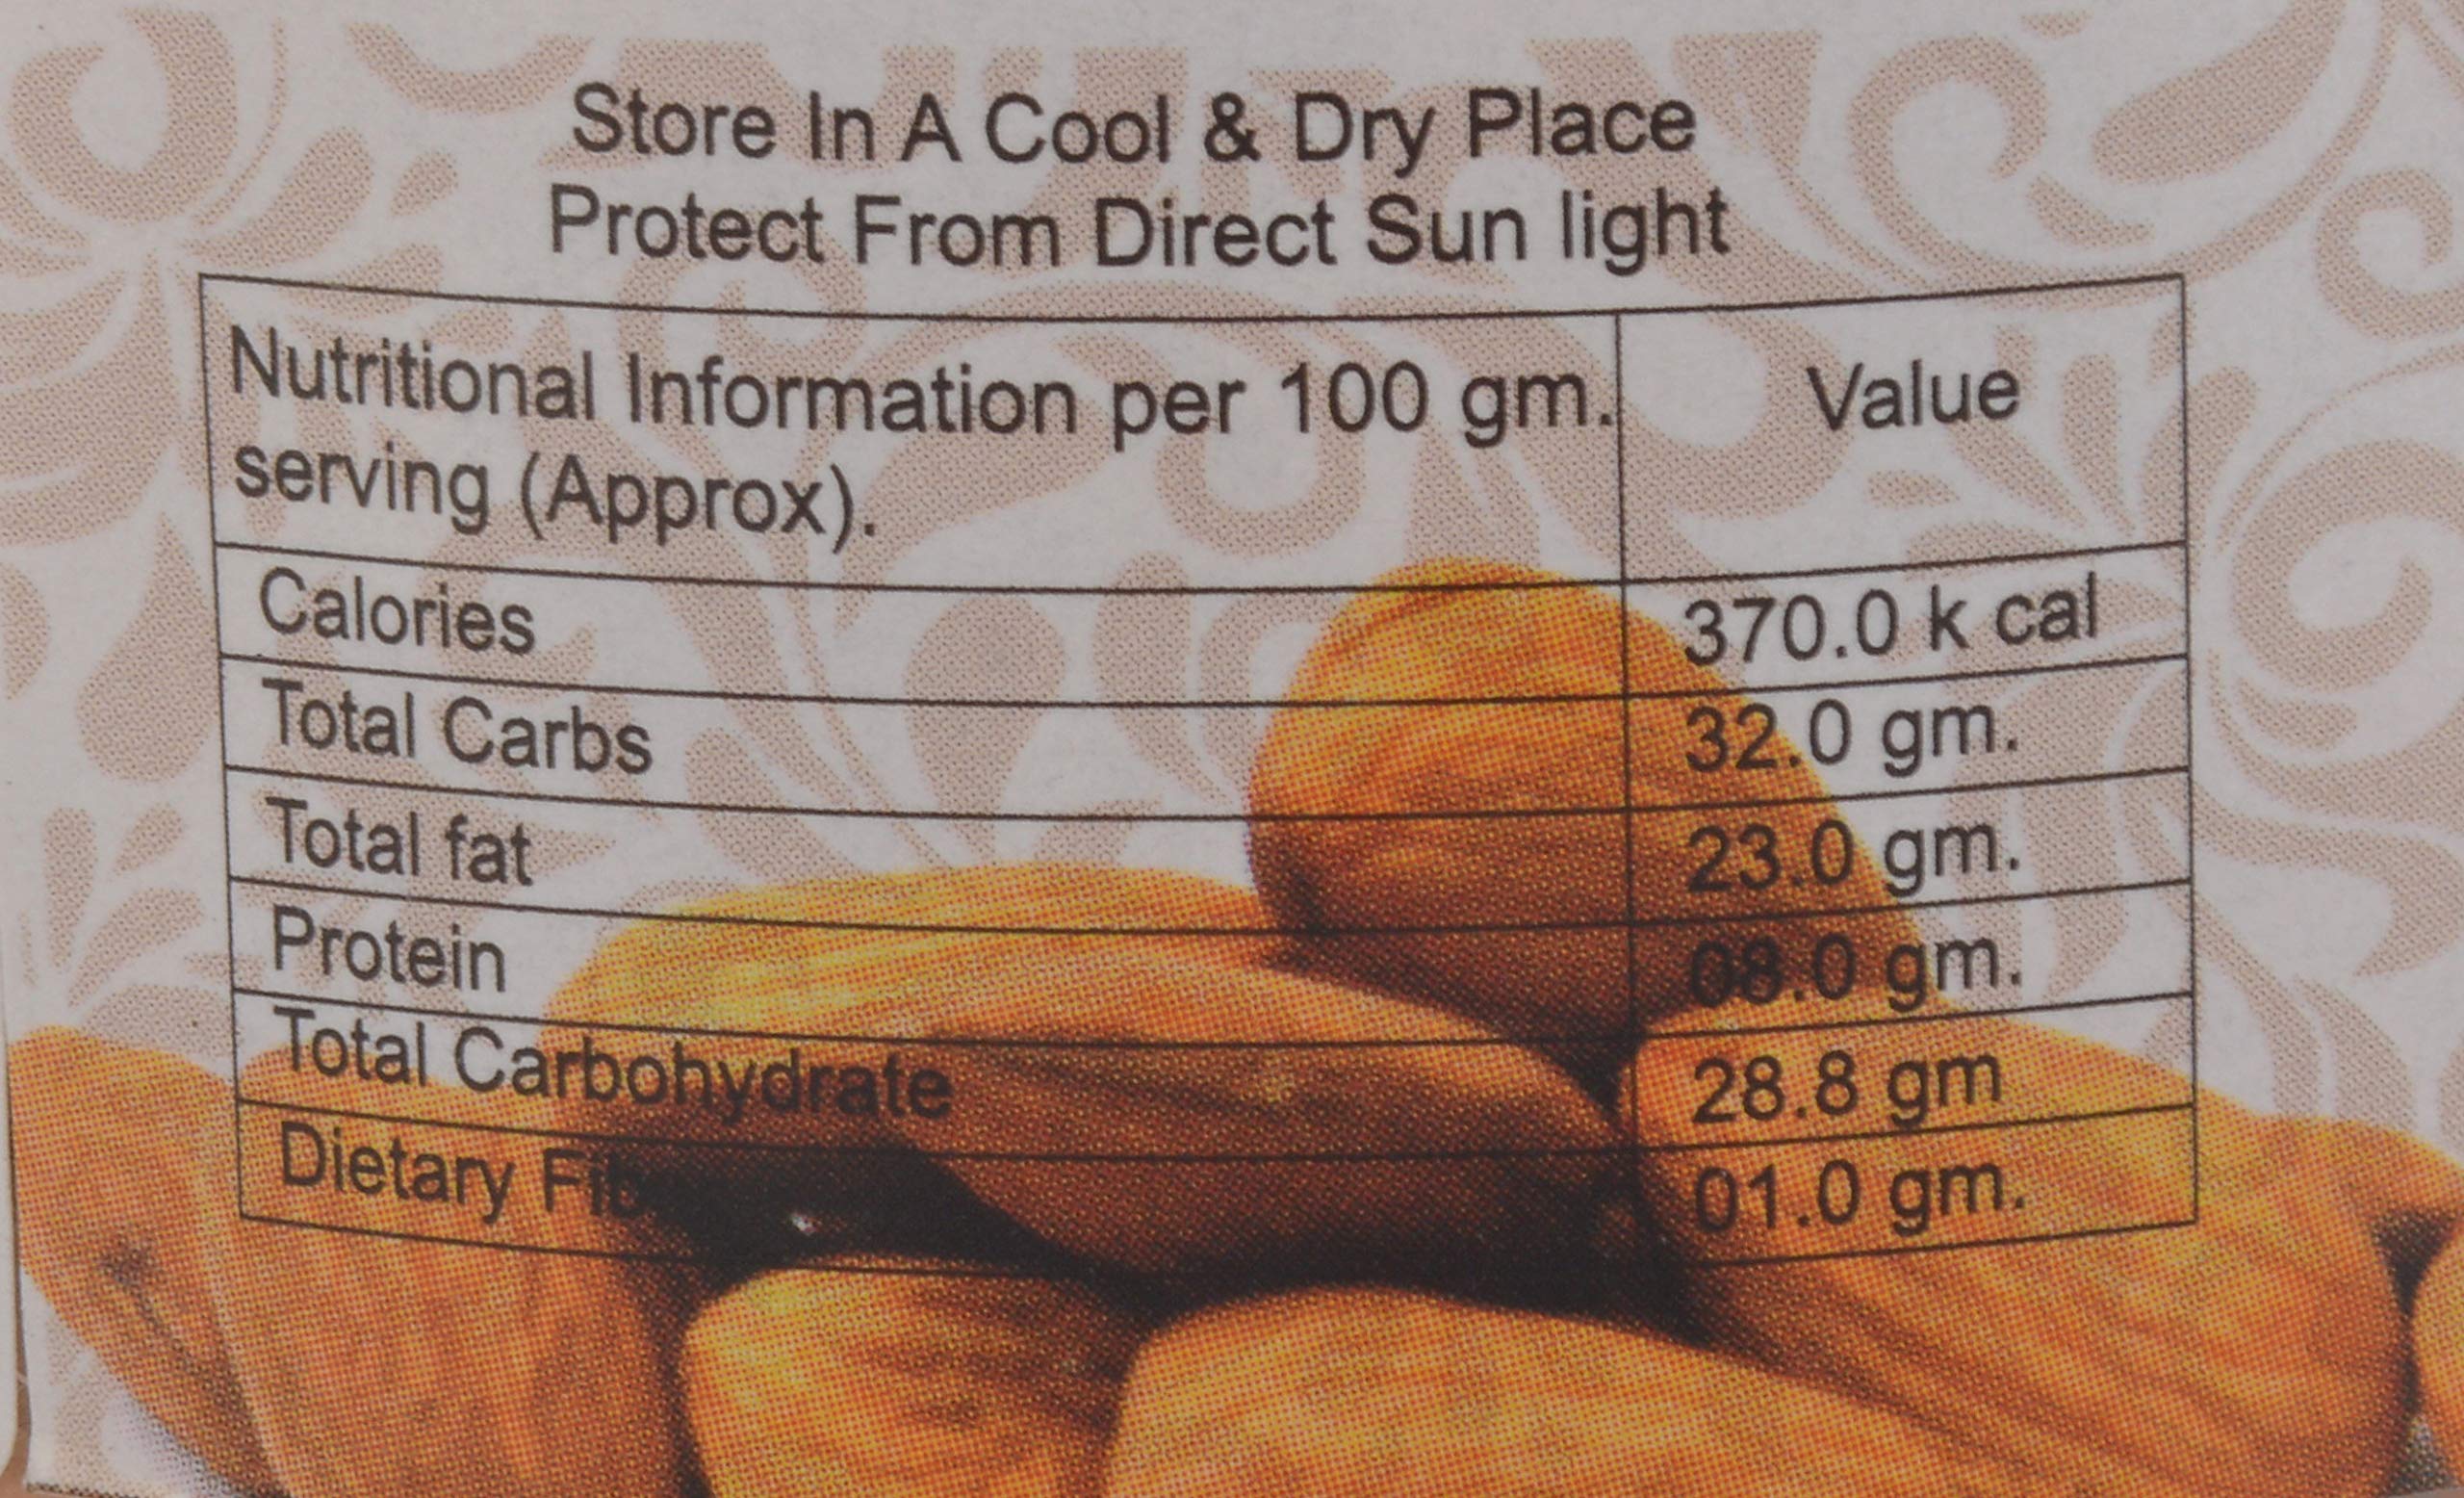 Store In A Cool & Dry Place
Protect From Direct Sun light
Nutritional Information per 100 gm. Value
serving (Approx).
Calories 370.0 k cal
Total Carbs 32.0 gm.
Total fat 23.0 gm.
Protein 08.0 gm.
Total Carbohydrate 28.8 gm
Dietary 01.0 gm.